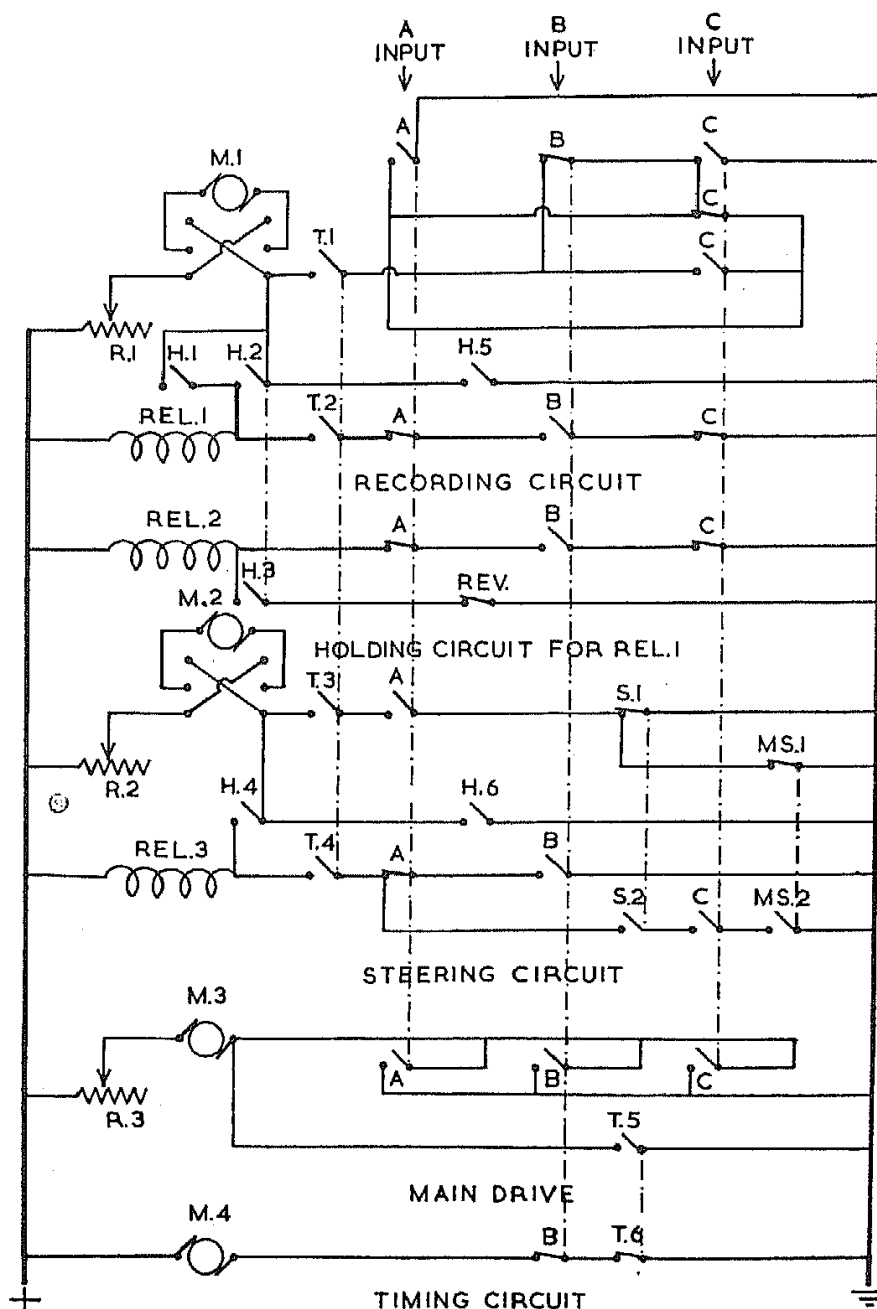 A B C
INPUT INPUT INPUT
A B C
M.1
C
T.1 C
R.1 H.1 H.2 H.5
REL.1 T.2 A B C
RECORDING CIRCUIT
REL.2 A B C
H.3 REV.
M.2
HOLDING CIRCUIT FOR REL.1
T.3 A S.1
MS.1
R.2
H.4 H.6
REL.3 T.4 A B
S.2 C MS.2
STEERING CIRCUIT
M.3
A B C
R.3
T.5
MAIN DRIVE
M.4
B T.6
TIMING CIRCUIT